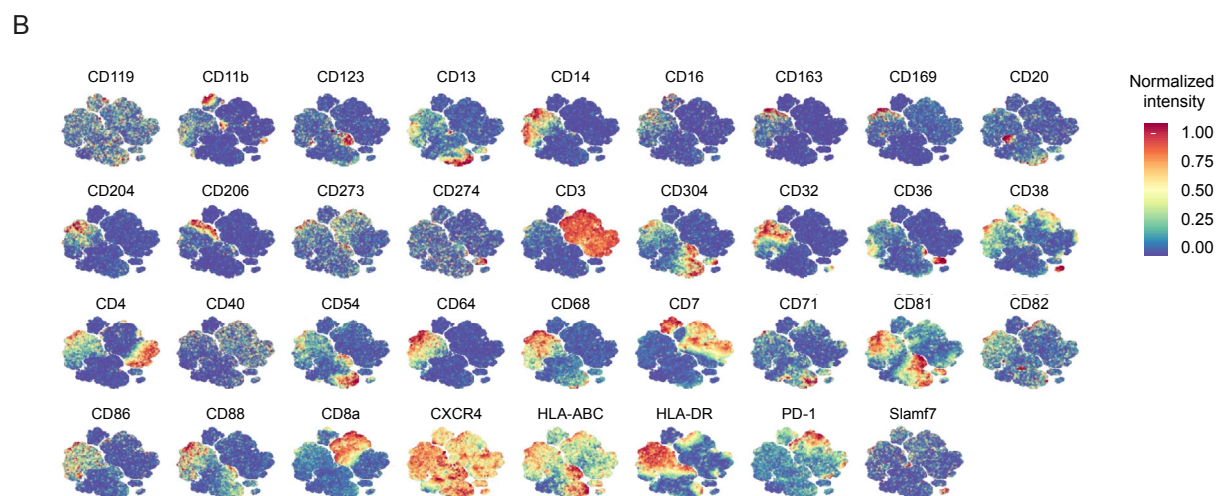 B
CD119 CD11b CD123 CD13 CD14 CD16 CD163 CD169 CD20
Normalized
intensity
1.00
0.75
0.50
0.25
0.00
CD204 CD206 CD273 CD274 CD3 CD304 CD32 CD36 CD38
CD4 CD40 CD54 CD64 CD68 CD7 CD71 CD81 CD82
CD86 CD88 CD8a CXCR4 HLA-ABC HLA-DR PD-1 Slamf7